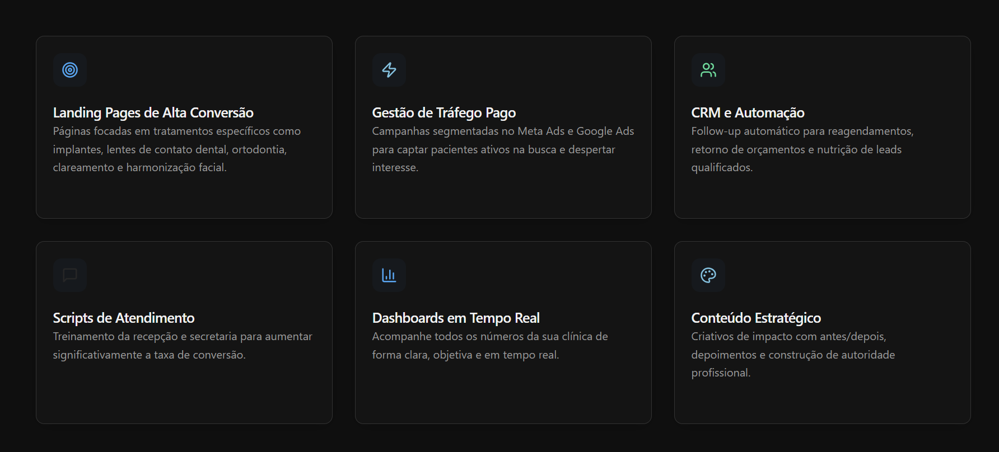 Landing Pages de Alta Conversão
Páginas focadas em tratamentos específicos como
implantes, lentes de contato dental, ortodontia,
clareamento e harmonização facial.
Gestão de Tráfego Pago
Campanhas segmentadas no Meta Ads e Google Ads
para captar pacientes ativos na busca e despertar
interesse.
CRM e Automação
Follow-up automático para reagendamentos,
retorno de orçamentos e nutrição de leads
qualificados.
Scripts de Atendimento
Treinamento da recepção e secretaria para aumentar
significativamente a taxa de conversão.
Dashboards em Tempo Real
Acompanhe todos os números da sua clínica de
forma clara, objetiva e em tempo real.
Conteúdo Estratégico
Criativos de impacto com antes/depois,
depoimentos e construção de autoridade
profissional.